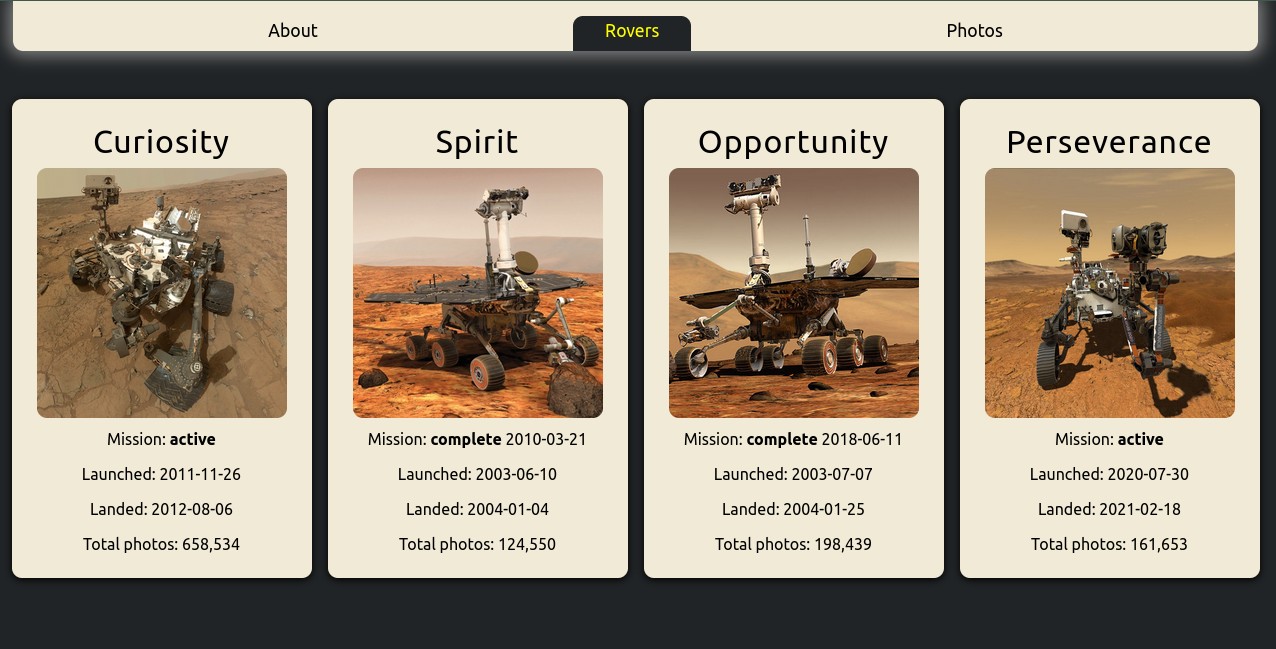 About
Rovers
Photos
Curiosity
Mission: active
Launched: 2011-11-26
Landed: 2012-08-06
Total photos: 658,534
Spirit
Mission: complete 2010-03-21
Launched: 2003-06-10
Landed: 2004-01-04
Total photos: 124,550
Opportunity
Mission: complete 2018-06-11
Launched: 2003-07-07
Landed: 2004-01-25
Total photos: 198,439
Perseverance
Mission: active
Launched: 2020-07-30
Landed: 2021-02-18
Total photos: 161,653